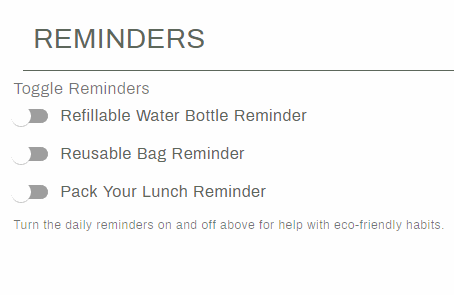 REMINDERS
Toggle Reminders
Refillable Water Bottle Reminder
Reusable Bag Reminder
Pack Your Lunch Reminder
Turn the daily reminders on and off above for help with eco-friendly habits.